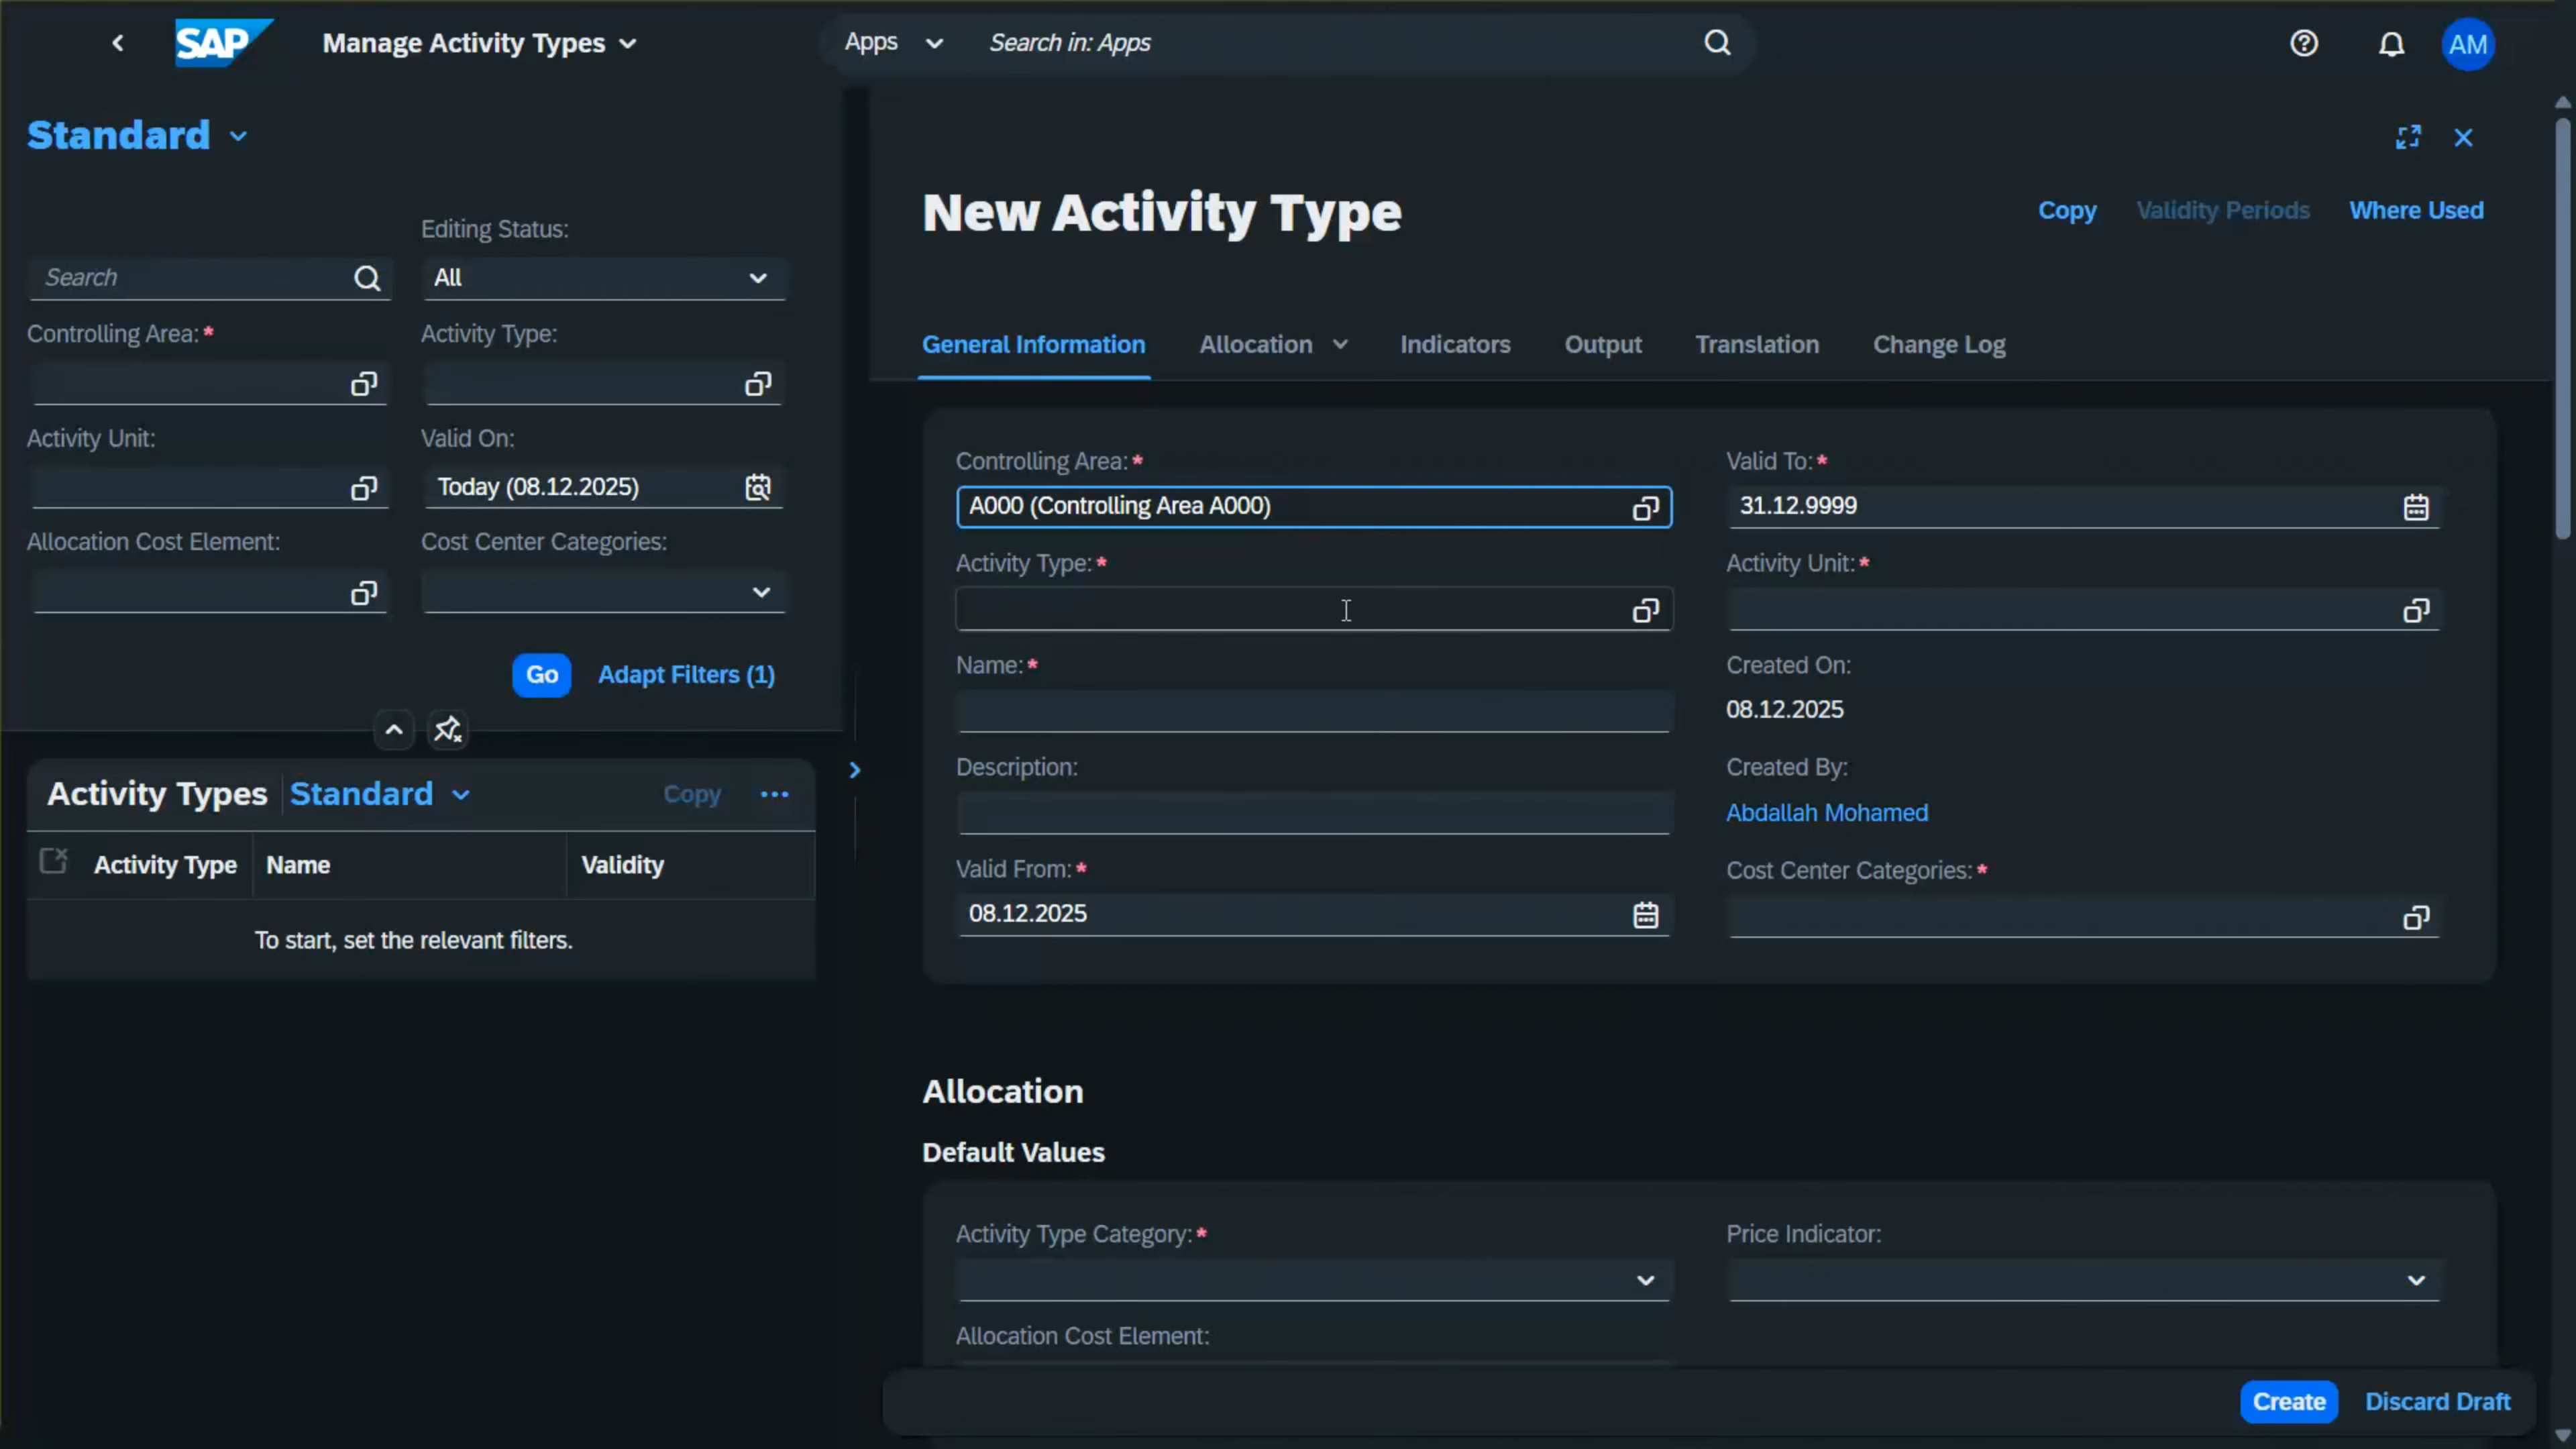 SAP
Manage Activity Types
Apps
Search in: Apps
AM
Standard
Editing Status:
Search
All
Controlling Area:*
Activity Type:
Activity Unit:
Valid On:
Today (08.12.2025)
Allocation Cost Element:
Cost Center Categories:
Go
Adapt Filters (1)
Activity Types
Standard
Copy
Activity Type
Name
Validity
To start, set the relevant filters.
New Activity Type
Copy
Validity Periods
Where Used
General Information
Allocation
Indicators
Output
Translation
Change Log
Controlling Area:*
A000 (Controlling Area A000)
Valid To:*
31.12.9999
Activity Type:*
Activity Unit:*
Name:*
Created On:
08.12.2025
Description:
Created By:
Abdallah Mohamed
Valid From:*
08.12.2025
Cost Center Categories:*
Allocation
Default Values
Activity Type Category:*
Price Indicator:
Allocation Cost Element:
Create
Discard Draft